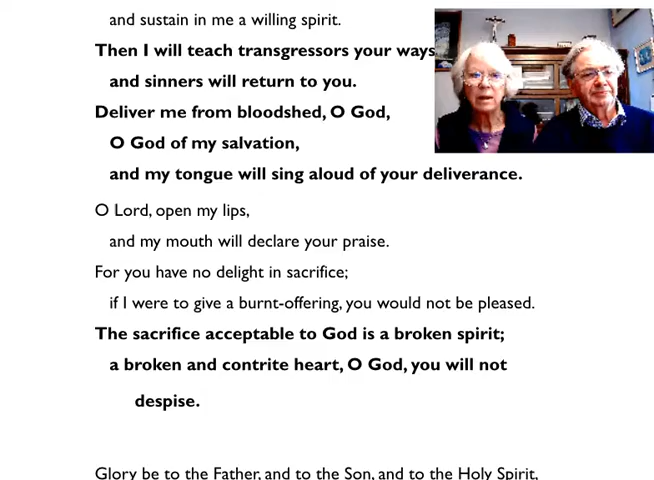 and sustain in me a willing spirit.
Then I will teach transgressors your ways
and sinners will return to you.
Deliver me from bloodshed, O God,
O God of my salvation,
and my tongue will sing aloud of your deliverance.
O Lord, open my lips,
and my mouth will declare your praise.
For you have no delight in sacrifice;
if I were to give a burnt-offering, you would not be pleased.
The sacrifice acceptable to God is a broken spirit;
a broken and contrite heart, O God, you will not
despise.
Glory be to the Father, and to the Son, and to the Holy Spirit,